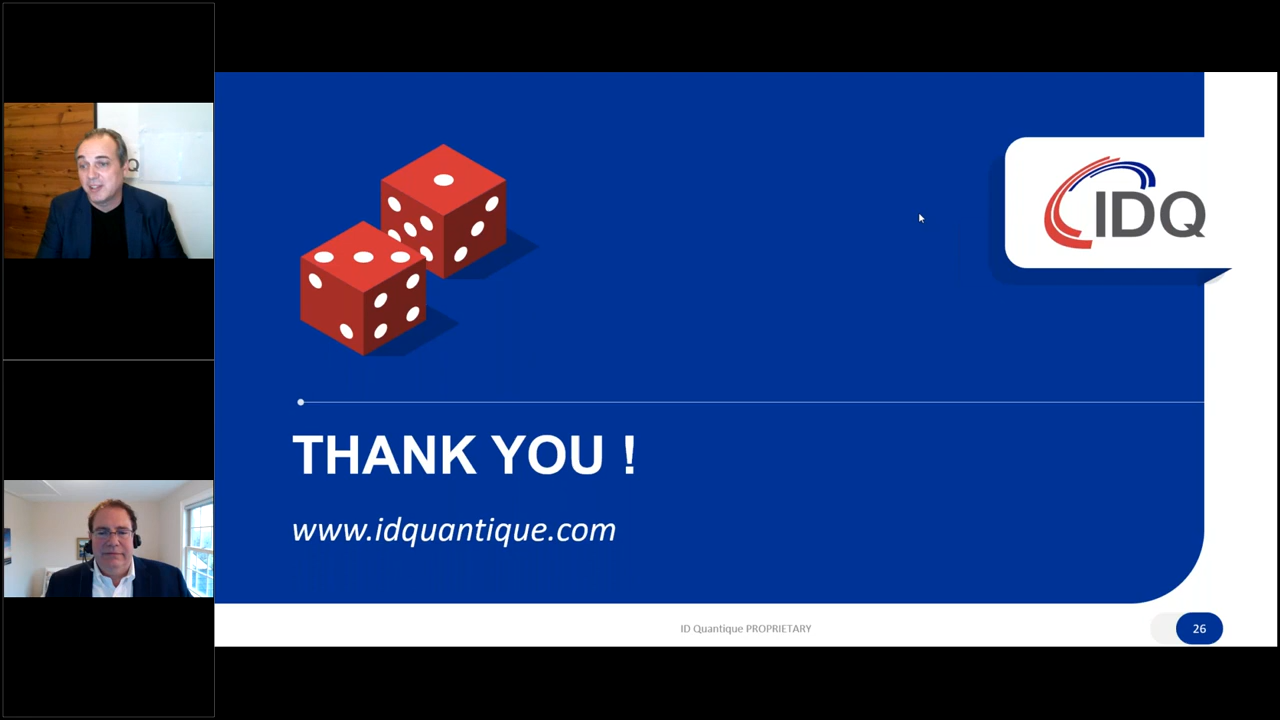 IDQ
THANK YOU !
www.idquantique.com
ID Quantique PROPRIETARY
26